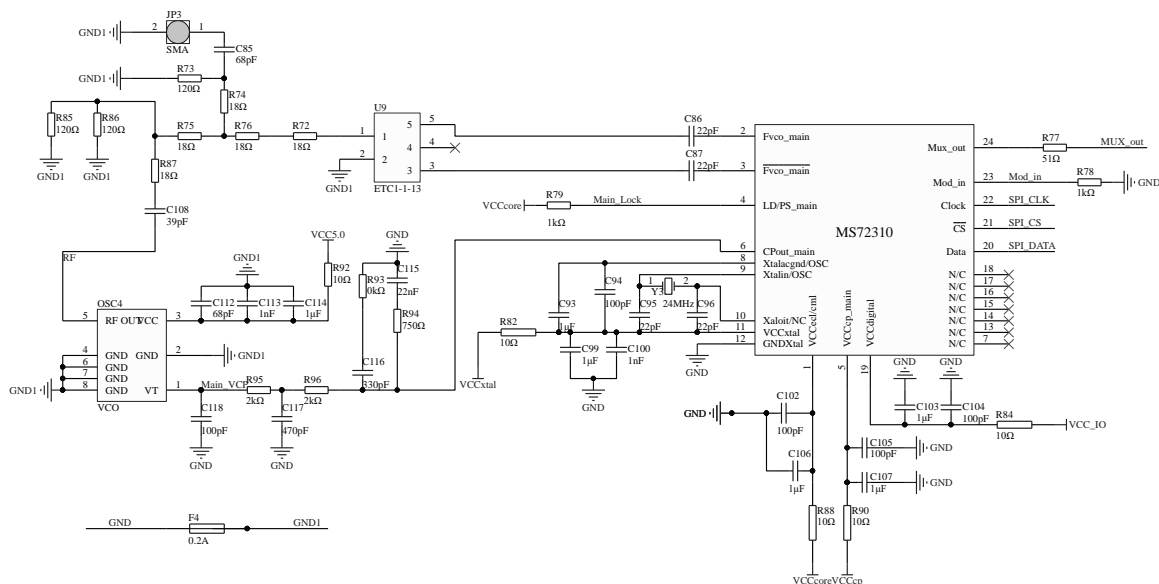 JP3
GND1 2 1
SMA
C85
68pF
R73
GND1
120Ω
R74
18Ω
R85
120Ω
R86
120Ω
R75
18Ω
R76
18Ω
R72
18Ω
GND1
GND1
R87
18Ω
C108
39pF
RF
U9
1 1 5 5
4 4
2 2
3 3
GND1
ETC1-1-13
C86
22pF
C87
22pF
R79
VCCcore Main_Lock
1kΩ
MS72310
2 Fvco_main
3 Fvco_main
4 LD/PS_main
6 CPout_main
8 Xtalacgnd/OSC
9 Xtalin/OSC
10 Xaloit/NC
11 VCCxtal
12 GNDXtal
VCCecl/cml
VCCcp_main
VCCdigital
1
5
19
Mux_out 24
Mod_in 23
Clock 22
CS 21
Data 20
N/C 18
N/C 17
N/C 16
N/C 15
N/C 14
N/C 13
N/C 7
R77
51Ω
MUX_out
Mod_in
R78
1kΩ
GND
SPI_CLK
SPI_CS
SPI_DATA
VCC5.0
R92
10Ω
GND1
C112
68pF
C113
1nF
C114
1μF
OSC4
5 RF OUT VCC 3
4 GND GND 2 GND1
6 GND
7 GND
GND1 8 GND VT 1
VCO
Main_VCP
R95
2kΩ
R96
2kΩ
C118
100pF
C117
470pF
GND
GND
GND
R93
0kΩ
C115
22nF
R94
750Ω
C116
330pF
R82
10Ω
VCCxtal
C93
1μF
C94
100pF
1 2
Y3
24MHz
C95
22pF
C96
22pF
C99
1μF
C100
1nF
GND
GND
GND
C102
100pF
C106
1μF
R88
10Ω
R90
10Ω
C105
100pF
GND
C107
1μF
GND
GND
GND
C103
1μF
C104
100pF
R84
10Ω
VCC_IO
VCCcore
VCCcp
GND
F4
GND1
0.2A